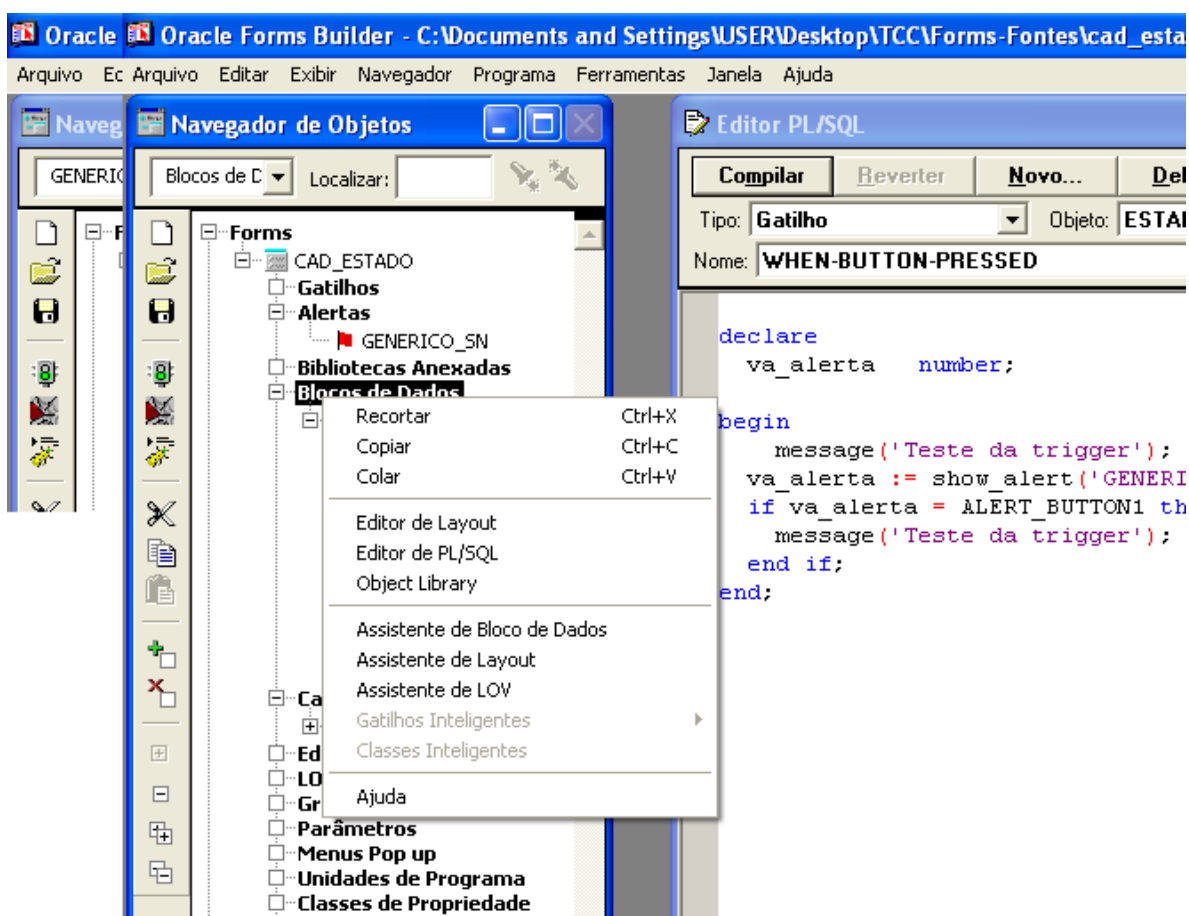 Oracle
Oracle Forms Builder - C:\Documents and Settings\USER\Desktop\TCC\Forms-Fontes\cad_esta
Arquivo Ec
Arquivo Editar Exibir Navegador Programa Ferramentas Janela Ajuda
Naveg
Navegador de Objetos
Editor PL/SQL
GENERIC
Blocos de D
Localizar:
Compilar Reverter Novo... Del
Tipo: Gatilho Objeto: ESTA
Nome: WHEN-BUTTON-PRESSED
F
Forms
CAD_ESTADO
Gatilhos
Alertas
GENERICO_SN
Bibliotecas Anexadas
Blocos de Dados
Recortar Ctrl+X
Copiar Ctrl+C
Colar Ctrl+V
Editor de Layout
Editor de PL/SQL
Object Library
Assistente de Bloco de Dados
Assistente de Layout
Assistente de LOV
Gatilhos Inteligentes
Classes Inteligentes
Ajuda
Ca
Ed
LO
Gr
Parâmetros
Menus Pop up
Unidades de Programa
Classes de Propriedade
declare
va_alerta number;
begin
message('Teste da trigger');
va_alerta := show_alert('GENERI
if va_alerta = ALERT_BUTTON1 th
message('Teste da trigger');
end if;
end;